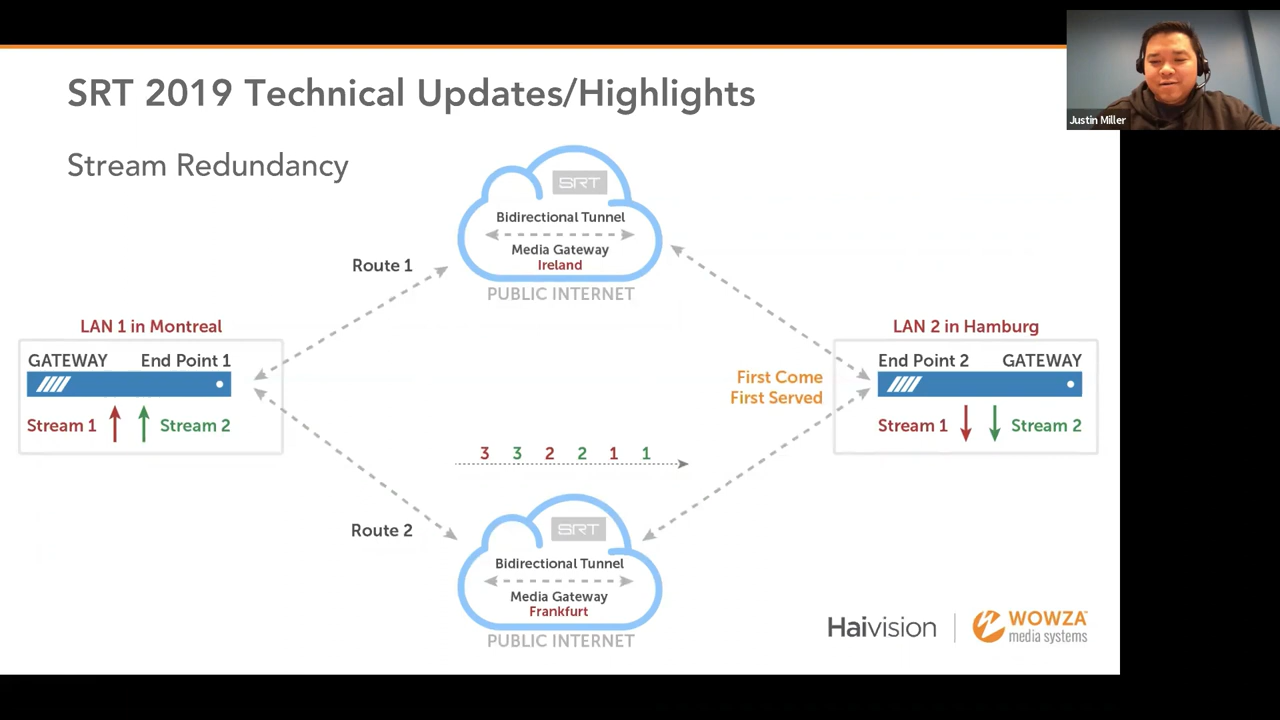 SRT 2019 Technical Updates/Highlights
Justin Miller
Stream Redundancy
SRT
Bidirectional Tunnel
Media Gateway
Ireland
PUBLIC INTERNET
Route 1
LAN 1 in Montreal
GATEWAY End Point 1
Stream 1 Stream 2
LAN 2 in Hamburg
End Point 2 GATEWAY
First Come
First Served
Stream 1 Stream 2
3 3 2 2 1 1
Route 2
SRT
Bidirectional Tunnel
Media Gateway
Frankfurt
PUBLIC INTERNET
Haivision
WOWZA™
media systems